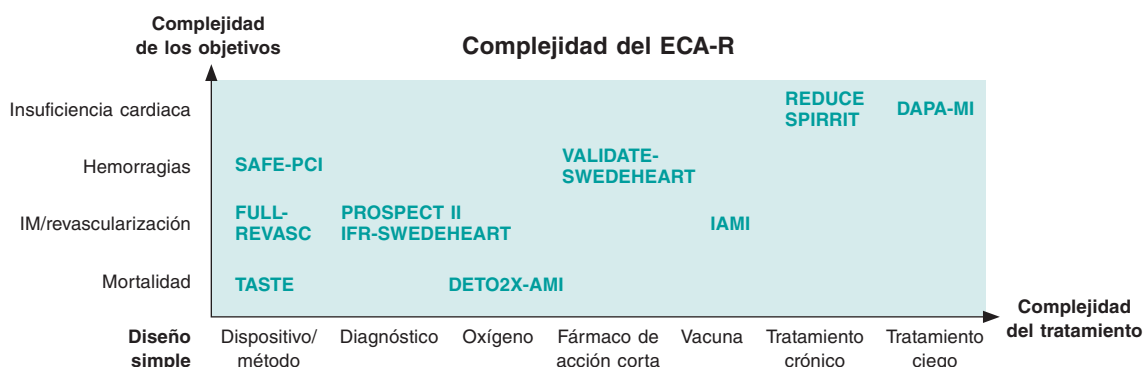 Complejidad
de los objetivos
Complejidad del ECA-R
Insuficiencia cardiaca
REDUCE
SPIRRIT
DAPA-MI
Hemorragias
SAFE-PCI
VALIDATE-
SWEDEHEART
IM/revascularización
FULL-
REVASC
PROSPECT II
IFR-SWEDEHEART
IAMI
Mortalidad
TASTE
DETO2X-AMI
Complejidad
del tratamiento
Diseño
simple
Dispositivo/
método
Diagnóstico
Oxígeno
Fármaco de
acción corta
Vacuna
Tratamiento
crónico
Tratamiento
ciego